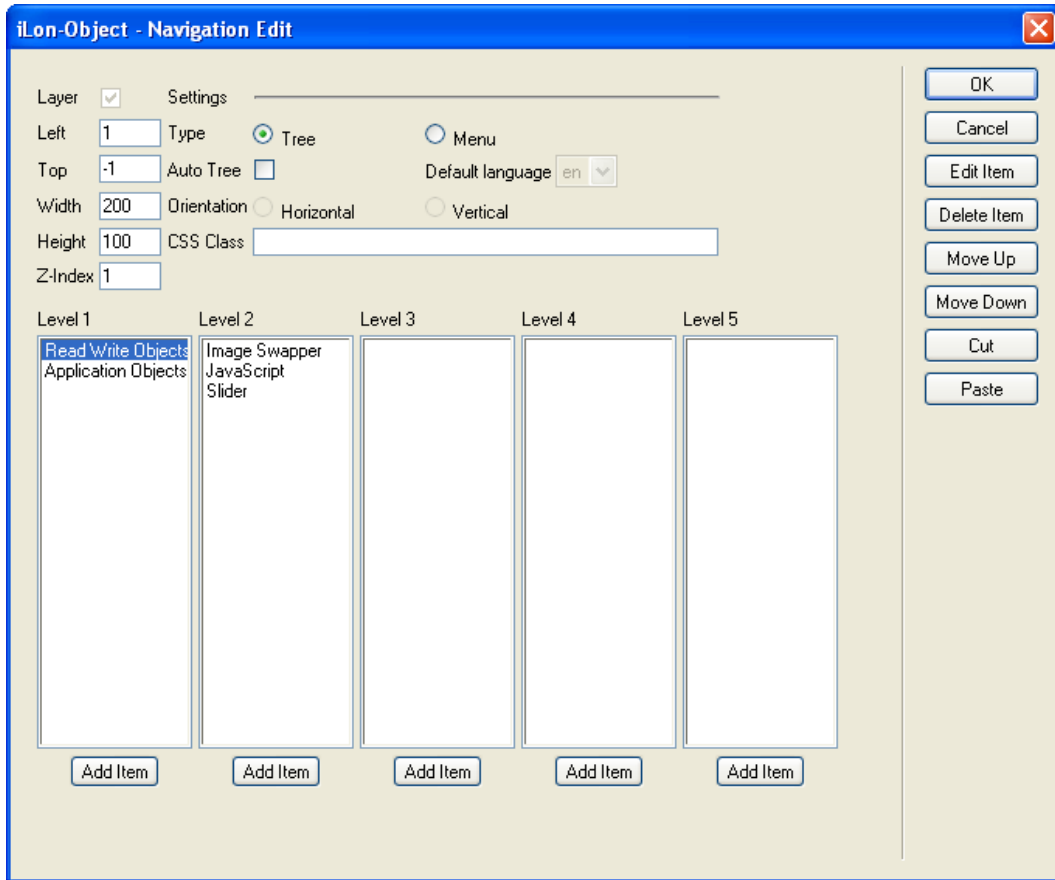 iLon-Object - Navigation Edit
Layer Settings
Left 1 Type Tree Menu
Top -1 Auto Tree Default language en
Width 200 Orientation Horizontal Vertical
Height 100 CSS Class
Z-Index 1
Level 1 Level 2 Level 3 Level 4 Level 5
Read Write Objects Image Swapper
Application Objects JavaScript
Slider
Add Item Add Item Add Item Add Item Add Item
OK
Cancel
Edit Item
Delete Item
Move Up
Move Down
Cut
Paste